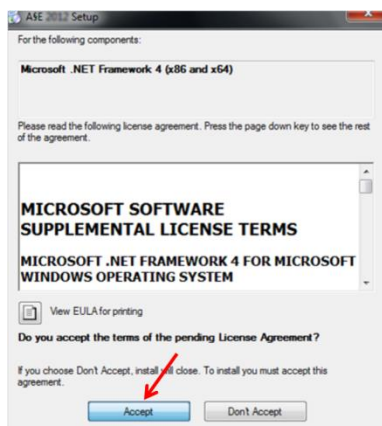 A$E 2012 Setup
For the following components:
Microsoft .NET Framework 4 (x86 and x64)
Please read the following license agreement. Press the page down key to see the rest
of the agreement.
MICROSOFT SOFTWARE
SUPPLEMENTAL LICENSE TERMS
MICROSOFT .NET FRAMEWORK 4 FOR MICROSOFT
WINDOWS OPERATING SYSTEM
View EULA for printing
Do you accept the terms of the pending License Agreement?
If you choose Don't Accept, install will close. To install you must accept this
agreement.
Accept
Don't Accept